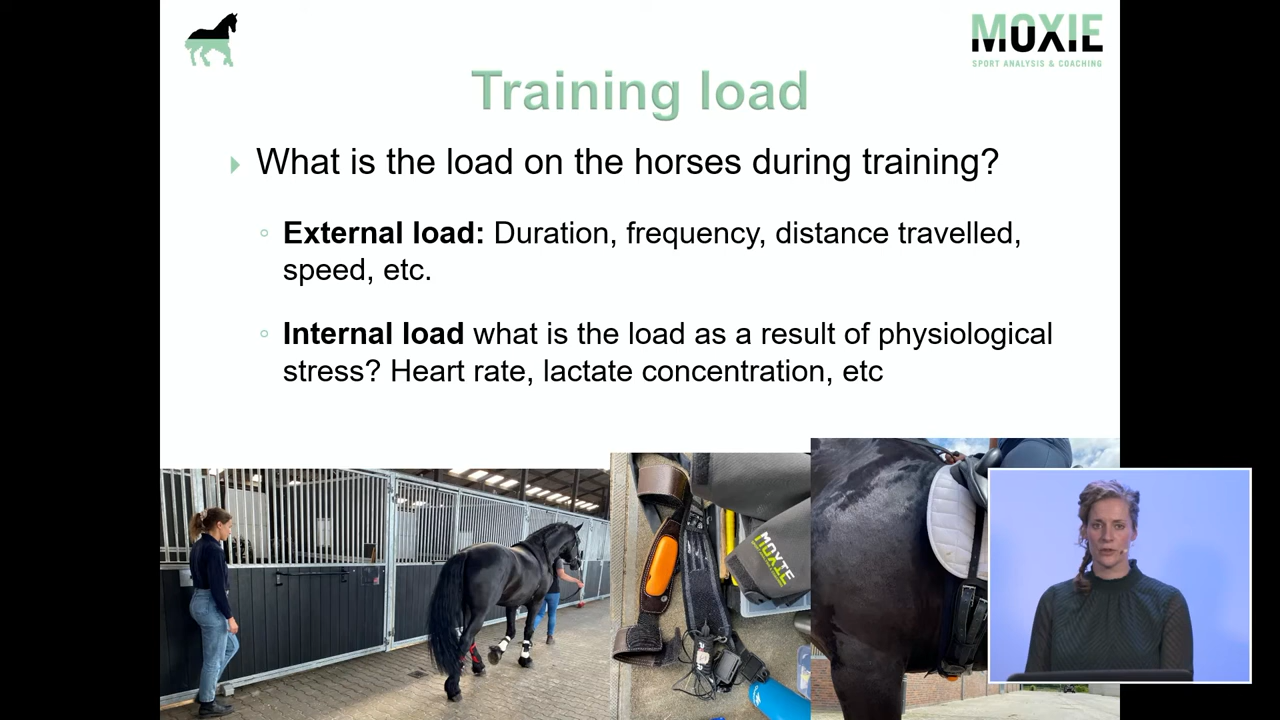 MOXIE
SPORT ANALYSIS & COACHING
Training load
What is the load on the horses during training?
External load: Duration, frequency, distance travelled,
speed, etc.
Internal load what is the load as a result of physiological
stress? Heart rate, lactate concentration, etc
MOXIE